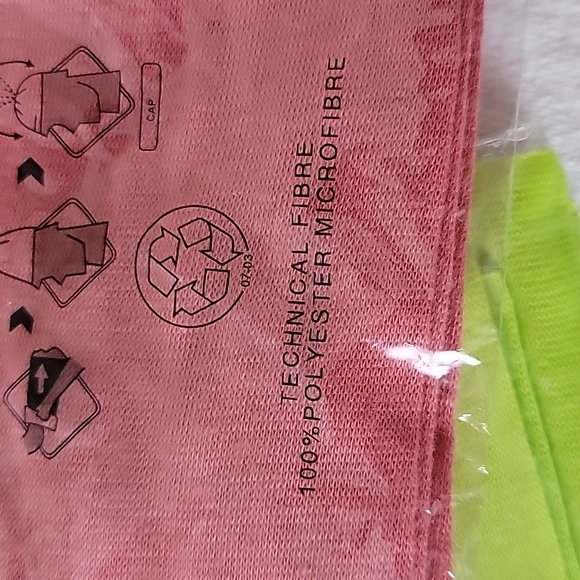 CAP
07-03
TECHNICAL FIBRE
100% POLYESTER MICROFIBRE